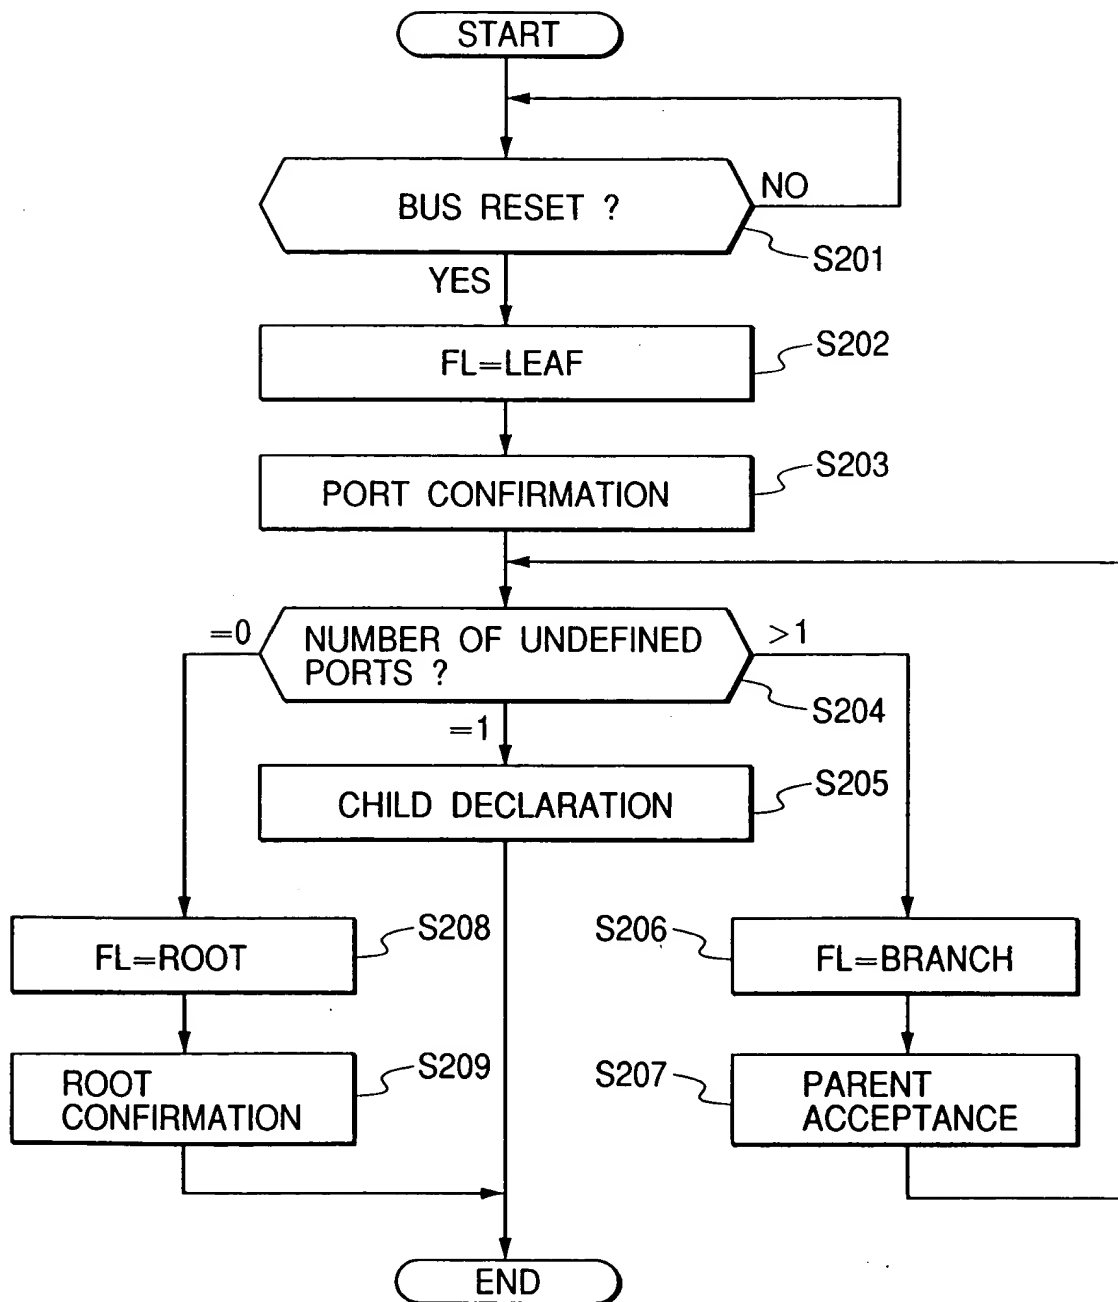 START
BUS RESET ?
NO
S201
YES
FL=LEAF
S202
PORT CONFIRMATION
S203
=0
NUMBER OF UNDEFINED
PORTS ?
>1
S204
=1
CHILD DECLARATION
S205
FL=ROOT
S208
S206
FL=BRANCH
ROOT
CONFIRMATION
S209
S207
PARENT
ACCEPTANCE
END